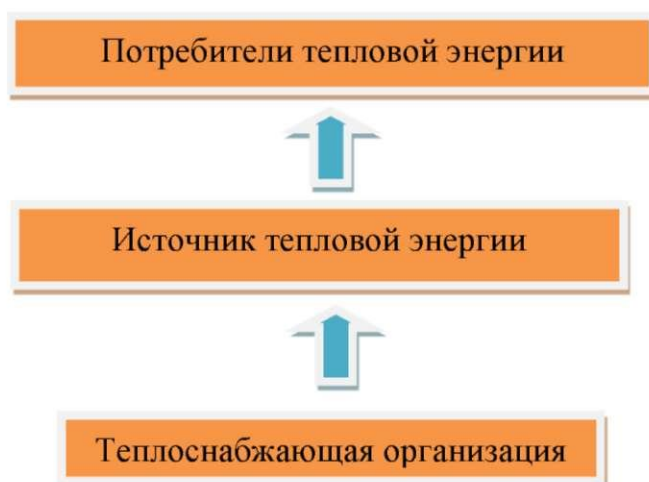 Потребители тепловой энергии
Источник тепловой энергии
Теплоснабжающая организация